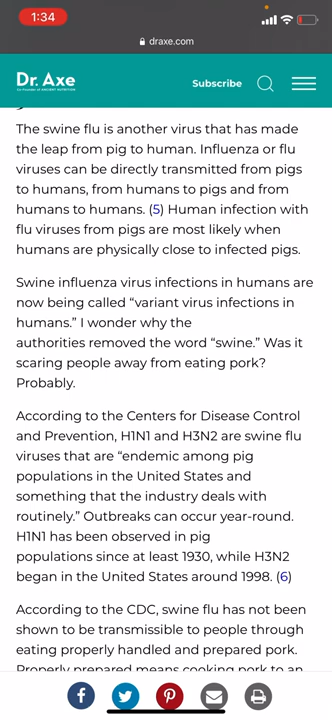 1:34
draxe.com
Dr. Axe
Subscribe
The swine flu is another virus that has made
the leap from pig to human. Influenza or flu
viruses can be directly transmitted from pigs
to humans, from humans to pigs and from
humans to humans. (5) Human infection with
flu viruses from pigs are most likely when
humans are physically close to infected pigs.
Swine influenza virus infections in humans are
now being called “variant virus infections in
humans.” I wonder why the
authorities removed the word “swine.” Was it
scaring people away from eating pork?
Probably.
According to the Centers for Disease Control
and Prevention, H1N1 and H3N2 are swine flu
viruses that are “endemic among pig
populations in the United States and
something that the industry deals with
routinely.” Outbreaks can occur year-round.
H1N1 has been observed in pig
populations since at least 1930, while H3N2
began in the United States around 1998. (6)
According to the CDC, swine flu has not been
shown to be transmissible to people through
eating properly handled and prepared pork.
Properly prepared means cooking pork to an